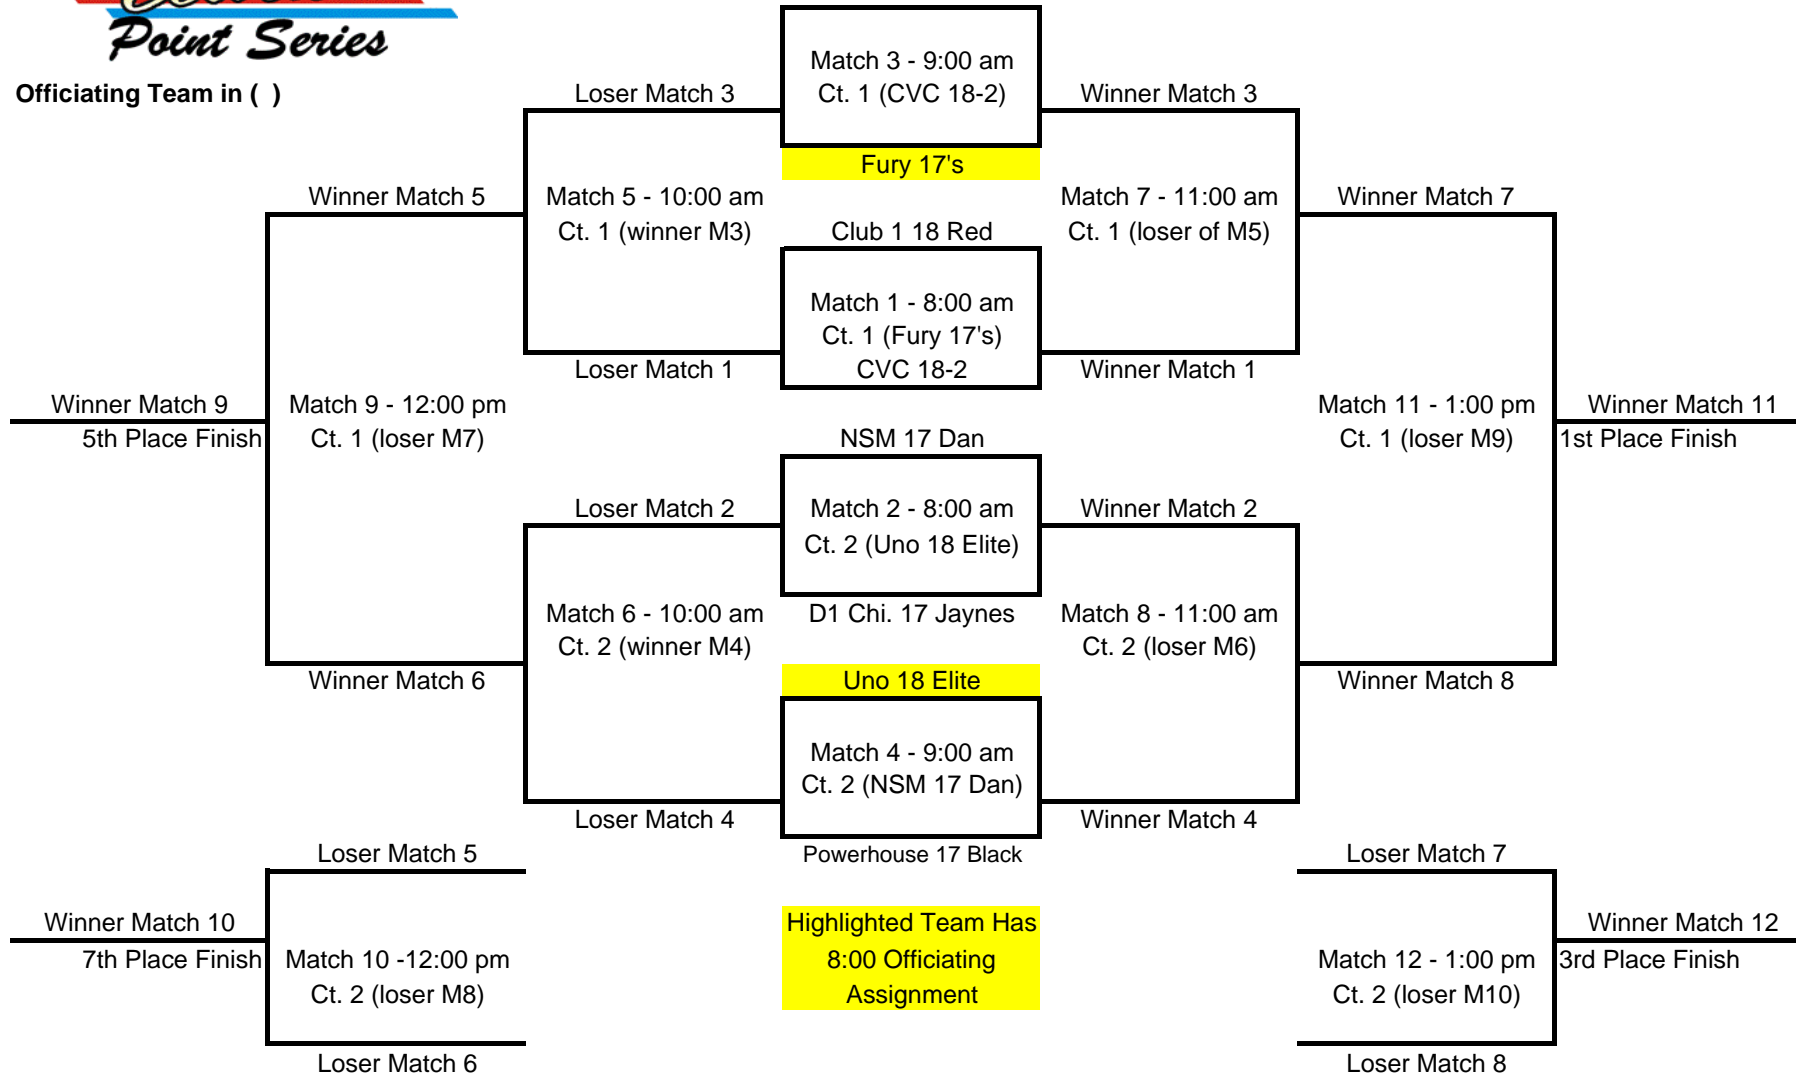 Point Series
Officiating Team in ( )
Loser Match 3
Match 3 - 9:00 am
Ct. 1 (CVC 18-2)
Winner Match 3
Fury 17's
Winner Match 5
Match 5 - 10:00 am
Ct. 1 (winner M3)
Club 1 18 Red
Match 7 - 11:00 am
Ct. 1 (loser of M5)
Winner Match 7
Match 1 - 8:00 am
Ct. 1 (Fury 17's)
CVC 18-2
Loser Match 1
Winner Match 1
Winner Match 9
5th Place Finish
Match 9 - 12:00 pm
Ct. 1 (loser M7)
NSM 17 Dan
Match 11 - 1:00 pm
Ct. 1 (loser M9)
Winner Match 11
1st Place Finish
Loser Match 2
Match 2 - 8:00 am
Ct. 2 (Uno 18 Elite)
Winner Match 2
Match 6 - 10:00 am
Ct. 2 (winner M4)
D1 Chi. 17 Jaynes
Match 8 - 11:00 am
Ct. 2 (loser M6)
Winner Match 6
Uno 18 Elite
Winner Match 8
Match 4 - 9:00 am
Ct. 2 (NSM 17 Dan)
Loser Match 4
Winner Match 4
Loser Match 5
Powerhouse 17 Black
Loser Match 7
Winner Match 10
7th Place Finish
Match 10 -12:00 pm
Ct. 2 (loser M8)
Highlighted Team Has
8:00 Officiating
Assignment
Match 12 - 1:00 pm
Ct. 2 (loser M10)
Winner Match 12
3rd Place Finish
Loser Match 6
Loser Match 8